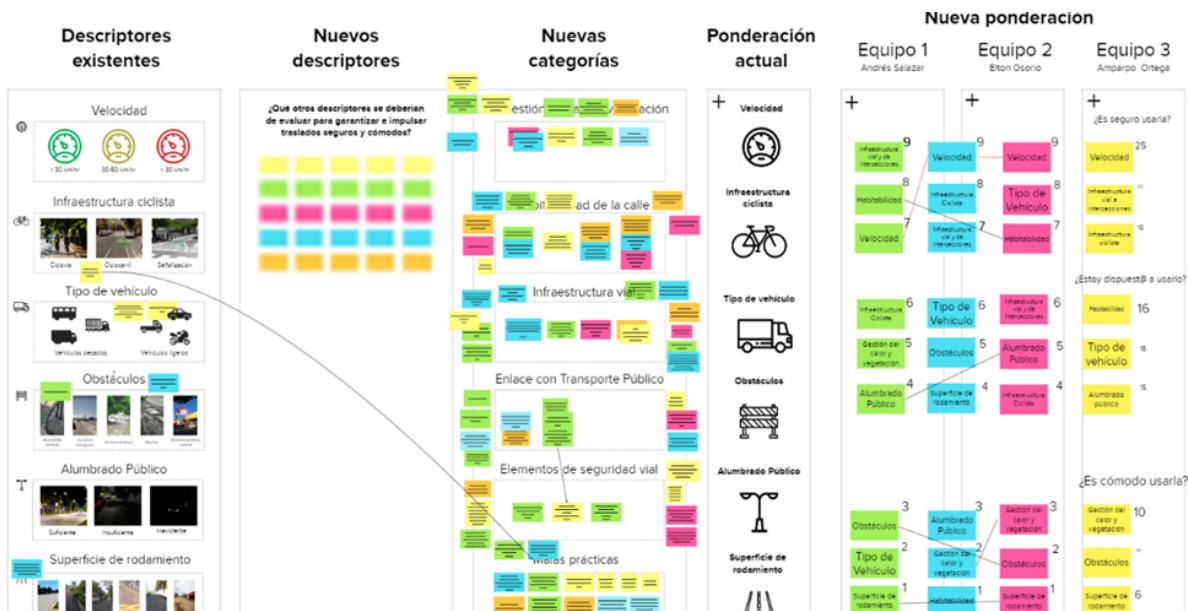 Descriptores
existentes
Velocidad
< 30 km/hr
30-50 km/hr
> 30 km/hr
Infraestructura ciclista
Ciclovía
Ciclocarril
Señalización
Tipo de vehículo
Vehículos pesados
Vehículos ligeros
Obstáculos
Alumbrado Público
Suficiente
Insuficiente
Inexistente
Superficie de rodamiento
Nuevos
descriptores
¿Qué otros descriptores se deberían
de evaluar para garantizar e impulsar
traslados seguros y cómodos?
Nuevas
categorías
estión
ación
dad de la calle
Infraestructura vial
Enlace con Transporte Público
Elementos de seguridad vial
Malas prácticas
Ponderación
actual
+
Velocidad
Infraestructura
ciclista
Tipo de vehículo
Obstáculos
Alumbrado Público
Superficie de
rodamiento
Nueva ponderación
Equipo 1
Andrés Salazar
+
Infraestructura
vial y de
intersecciones
9
Habitabilidad
8
Velocidad
7
Infraestructura
Ciclista
6
Gestión del
calor y
vegetación
5
Alumbrado
Público
4
Obstáculos
3
Tipo de
Vehículo
2
Superficie de
rodamiento
1
Equipo 2
Elton Osorio
+
Velocidad
9
Infraestructura
Ciclista
8
Infraestructura
vial y de
intersecciones
7
Tipo de
Vehículo
6
Obstáculos
5
Superficie de
rodamiento
4
Alumbrado
Público
3
Gestión del
calor y
vegetación
2
Habitabilidad
1
Velocidad
9
Tipo de
Vehículo
8
Habitabilidad
7
Infraestructura
vial y de
intersecciones
6
Alumbrado
Público
5
Infraestructura
Ciclista
4
Gestión del
calor y
vegetación
3
Obstáculos
2
Superficie de
rodamiento
1
Equipo 3
Amparpo Ortega
+
¿Es seguro usarla?
Velocidad
25
Infraestructura
vial e
intersecciones
Infraestructura
ciclista
¿Estoy dispuest@ a usarlo?
Habitabilidad
16
Tipo de
vehículo
Alumbrado
público
¿Es cómodo usarla?
Gestión del
calor y
vegetación
10
Obstáculos
Superficie de
rodamiento
6